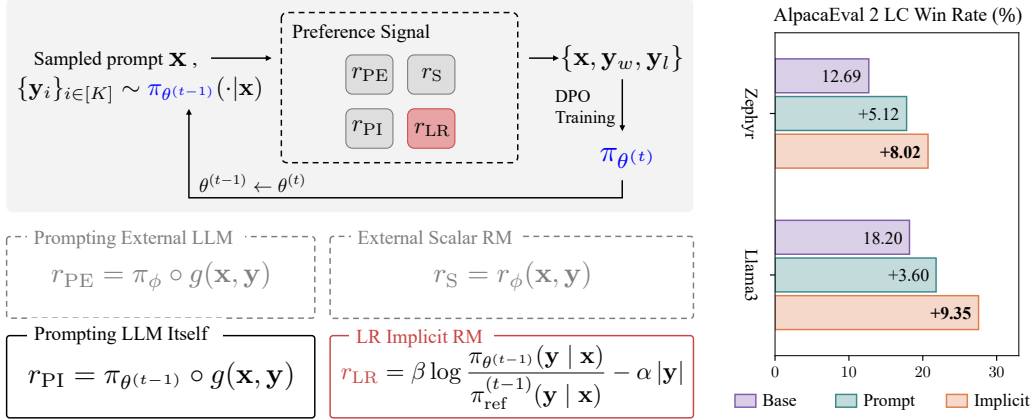 Sampled prompt x ,
{y_i}_{i∈[K]} ∼ π_{θ^{(t−1)}}(·|x)
Preference Signal
r_PE r_S
r_PI r_LR
{x, y_w, y_l}
DPO
Training
π_{θ^{(t)}}
θ^{(t−1)} ← θ^{(t)}
Prompting External LLM
r_PE = π_ϕ ∘ g(x, y)
External Scalar RM
r_S = r_ϕ(x, y)
Prompting LLM Itself
r_PI = π_{θ^{(t−1)}} ∘ g(x, y)
LR Implicit RM
r_LR = β log π_{θ^{(t−1)}}(y | x) / π_ref^{(t−1)}(y | x) − α |y|
AlpacaEval 2 LC Win Rate (%)
Zephyr
12.69
+5.12
+8.02
Llama3
18.20
+3.60
+9.35
0 10 20 30
Base Prompt Implicit